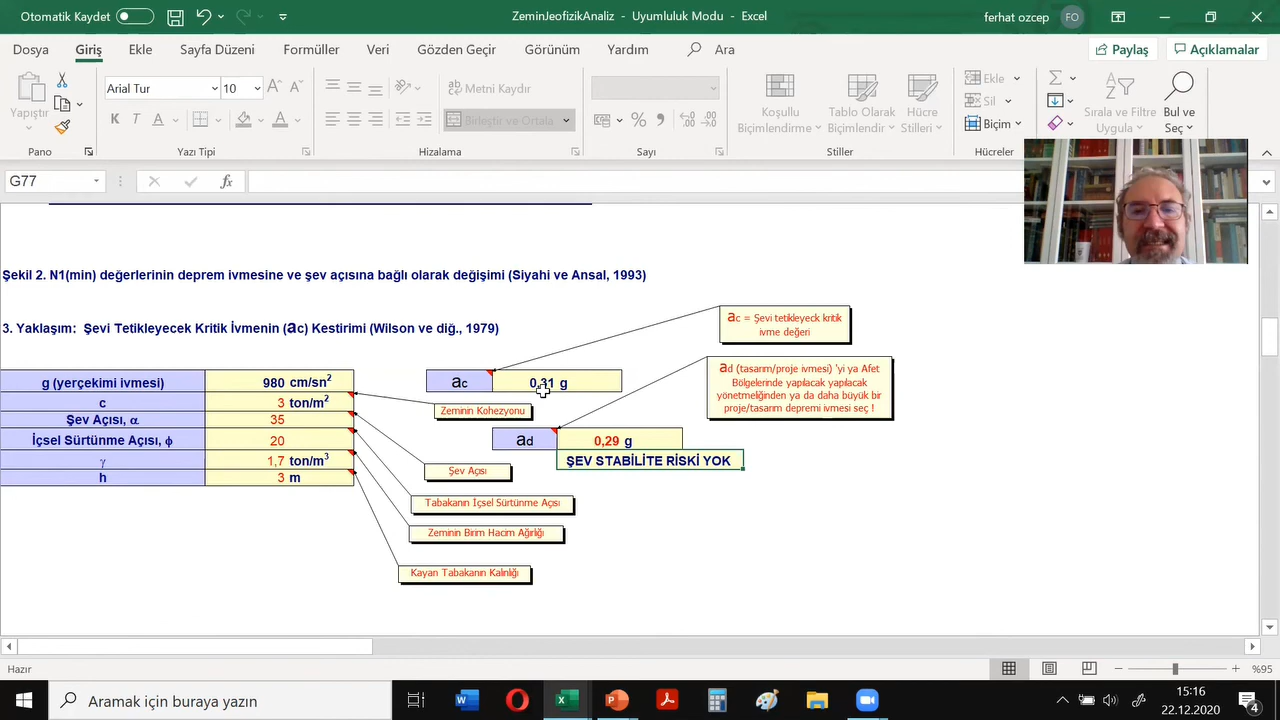 Otomatik Kaydet
ZeminJeofizikAnaliz - Uyumluluk Modu - Excel
ferhat ozcep
FO
Dosya
Giriş
Ekle
Sayfa Düzeni
Formüller
Veri
Gözden Geçir
Görünüm
Yardım
Ara
Paylaş
Açıklamalar
Yapıştır
Arial Tur
10
K T A
Metni Kaydır
Birleştir ve Ortala
Koşullu
Biçimlendirme
Tablo Olarak
Biçimlendir
Hücre
Stilleri
Ekle
Sil
Biçim
Sırala ve Filtre
Uygula
Bul ve
Seç
Pano
Yazı Tipi
Hizalama
Sayı
Stiller
Hücreler
G77
fx
Şekil 2. N1(min) değerlerinin deprem ivmesine ve şev açısına bağlı olarak değişimi (Siyahi ve Ansal, 1993)
3. Yaklaşım: Şevi Tetikleyecek Kritik İvmenin (ac) Kestirimi (Wilson ve diğ., 1979)
ac = Şevi tetikleyeck kritik
ivme değeri
g (yerçekimi ivmesi) 980 cm/sn2
c 3 ton/m2
Şev Açısı, α 35
İçsel Sürtünme Açısı, ϕ 20
γ 1,7 ton/m3
h 3 m
ac 0,31 g
ad (tasarım/proje ivmesi) 'yi ya Afet
Bölgelerinde yapılacak yapılacak
yönetmeliğinden ya da daha büyük bir
proje/tasarım depremi ivmesi seç !
Zeminin Kohezyonu
ad 0,29 g
ŞEV STABİLİTE RİSKİ YOK
Şev Açısı
Tabakanın İçsel Sürtünme Açısı
Zeminin Birim Hacim Ağırlığı
Kayan Tabakanın Kalınlığı
Hazır
%95
Aramak için buraya yazın
15:16
22.12.2020
4